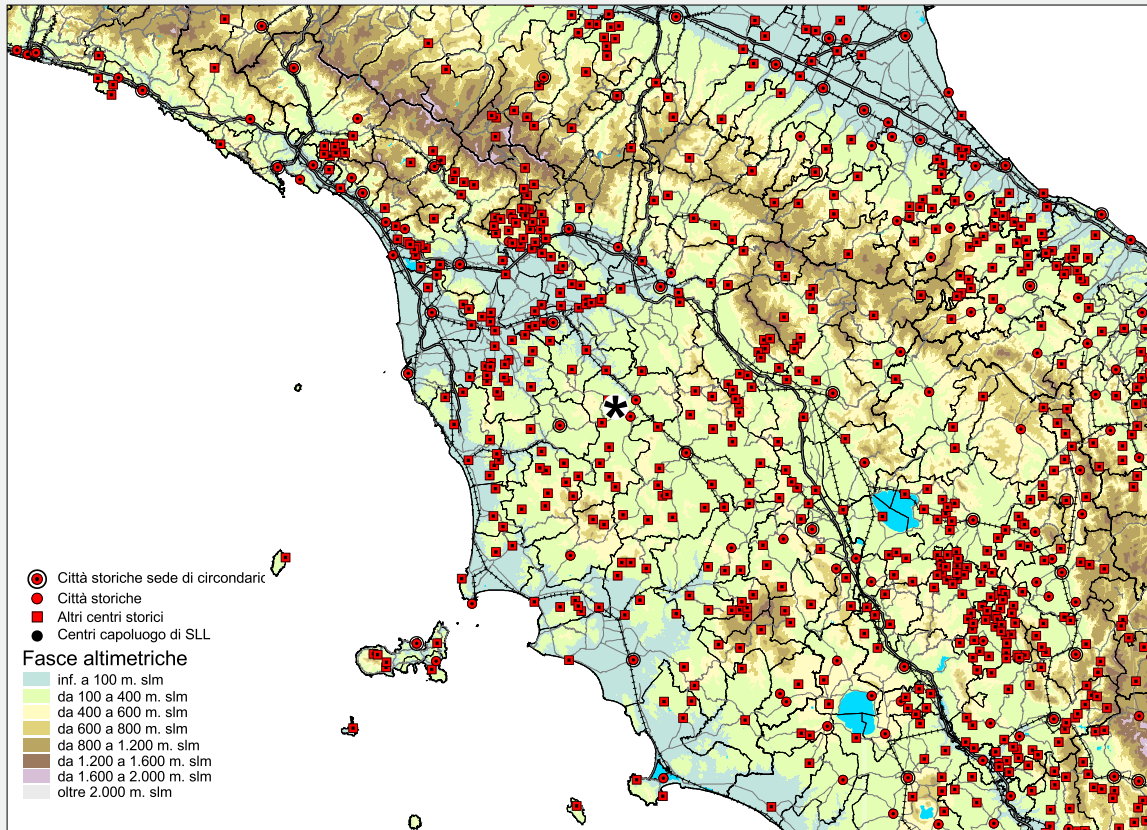 Città storiche sede di circondaric
Città storiche
Altri centri storici
Centri capoluogo di SLL
Fasce altimetriche
inf. a 100 m. slm
da 100 a 400 m. slm
da 400 a 600 m. slm
da 600 a 800 m. slm
da 800 a 1.200 m. slm
da 1.200 a 1.600 m. slm
da 1.600 a 2.000 m. slm
oltre 2.000 m. slm